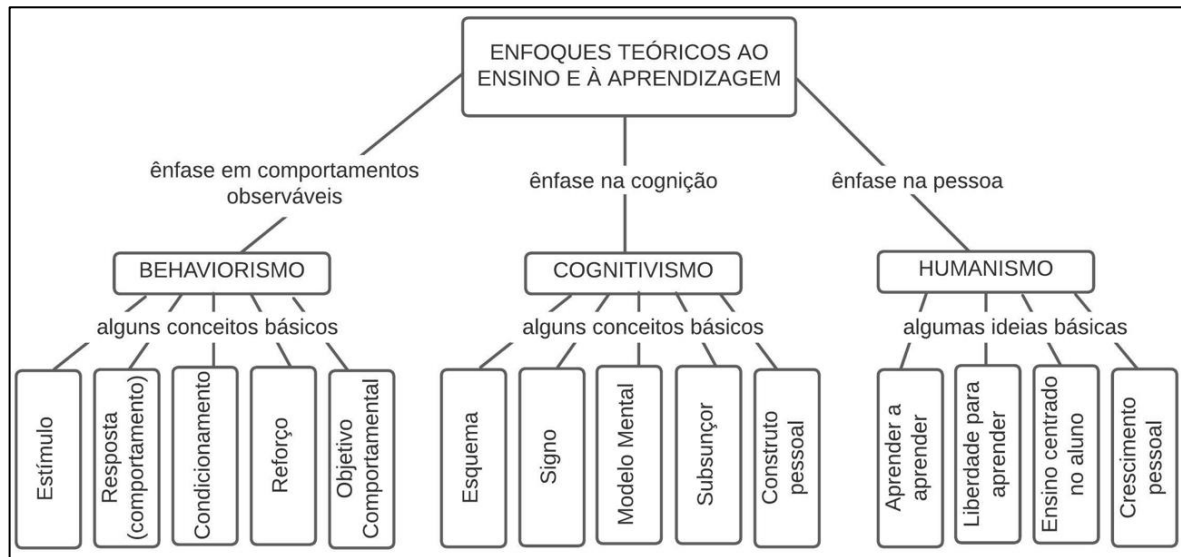 ENFOQUES TEÓRICOS AO
ENSINO E À APRENDIZAGEM
ênfase em comportamentos
observáveis
ênfase na cognição
ênfase na pessoa
BEHAVIORISMO
COGNITIVISMO
HUMANISMO
alguns conceitos básicos
alguns conceitos básicos
algumas ideias básicas
Estímulo
Resposta
(comportamento)
Condicionamento
Reforço
Objetivo
Comportamental
Esquema
Signo
Modelo Mental
Subsunçor
Construto
pessoal
Aprender a
aprender
Liberdade para
aprender
Ensino centrado
no aluno
Crescimento
pessoal